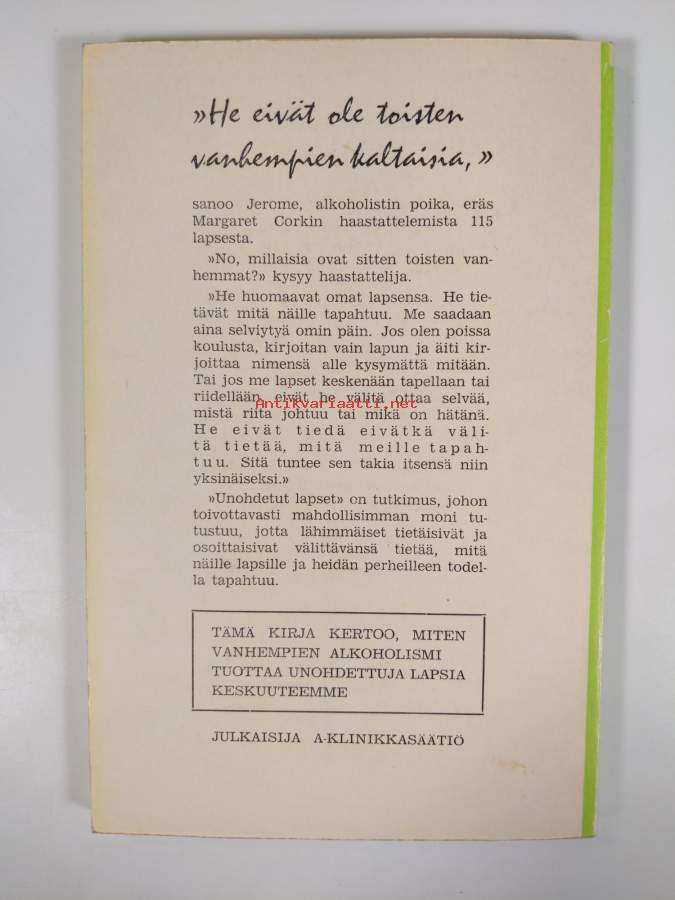 »He eivät ole toisten
vanhempien kaltaisia,»
sanoo Jerome, alkoholistin poika, eräs
Margaret Corkin haastattelemista 115
lapsesta.
»No, millaisia ovat sitten toisten van-
hemmat?» kysyy haastattelija.
»He huomaavat omat lapsensa. He tie-
tävät mitä näille tapahtuu. Me saadaan
aina selviytyä omin päin. Jos olen poissa
koulusta, kirjoitan vain lapun ja äiti kir-
joittaa nimensä alle kysymättä mitään.
Tai jos me lapset keskenään tapellaan tai
riidellään, eivät he välitä ottaa selvää,
Antikvariaatti.net
mistä riita johtuu tai mikä on hätänä.
He eivät tiedä eivätkä väli-
tä tietää, mitä meille tapah-
tuu. Sitä tuntee sen takia itsensä niin
yksinäiseksi.»
»Unohdetut lapset» on tutkimus, johon
toivottavasti mahdollisimman moni tu-
tustuu, jotta lähimmäiset tietäisivät ja
osoittaisivat välittävänsä tietää, mitä
näille lapsille ja heidän perheilleen todel-
la tapahtuu.
TÄMÄ KIRJA KERTOO, MITEN
VANHEMPIEN ALKOHOLISMI
TUOTTAA UNOHDETTUJA LAPSIA
KESKUUTEEMME
JULKAISIJA A-KLINIKKASÄÄTIÖ